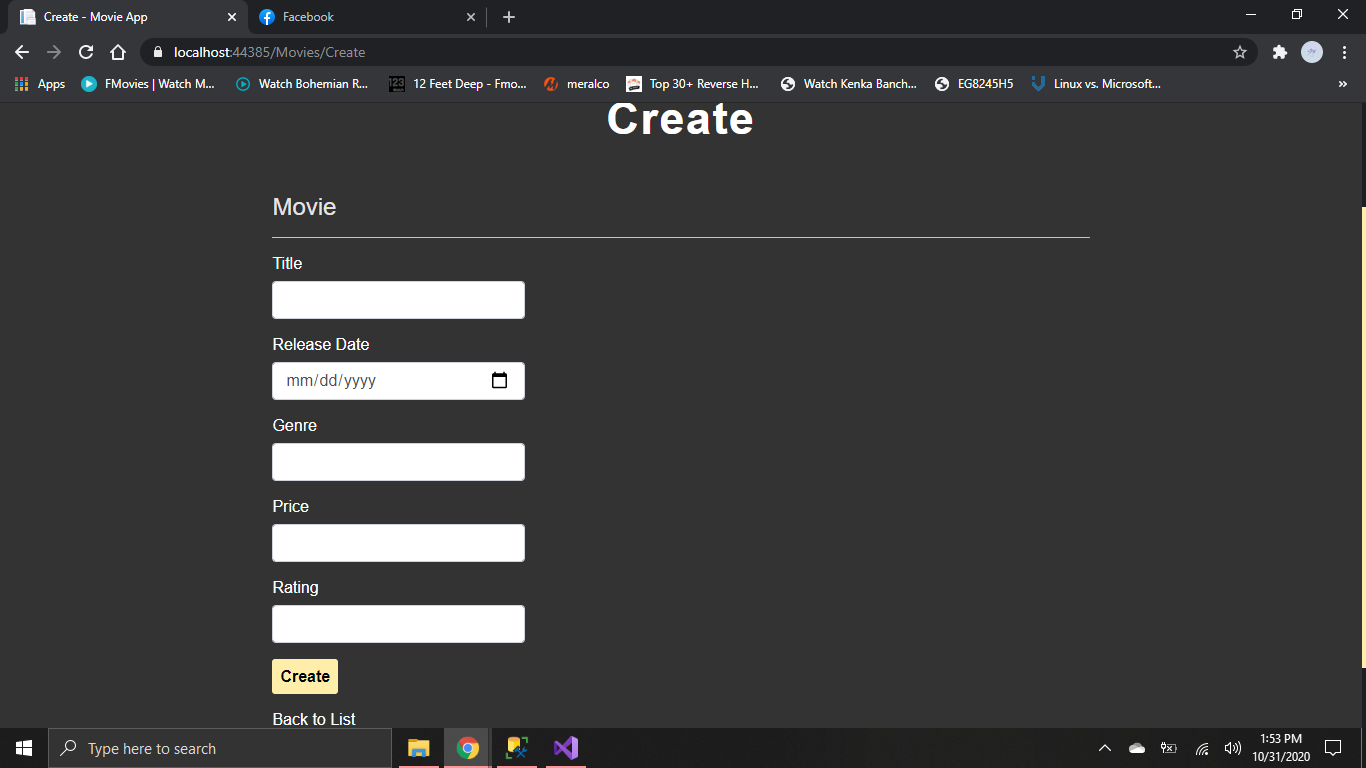 Create - Movie App
Facebook
localhost:44385/Movies/Create
Apps
FMovies | Watch M...
Watch Bohemian R...
123
12 Feet Deep - Fmo...
meralco
Top 30+ Reverse H...
Watch Kenka Banch...
EG8245H5
Linux vs. Microsoft...
»
Create
Movie
Title
Release Date
mm/dd/yyyy
Genre
Price
Rating
Create
Back to List
Type here to search
1:53 PM
10/31/2020